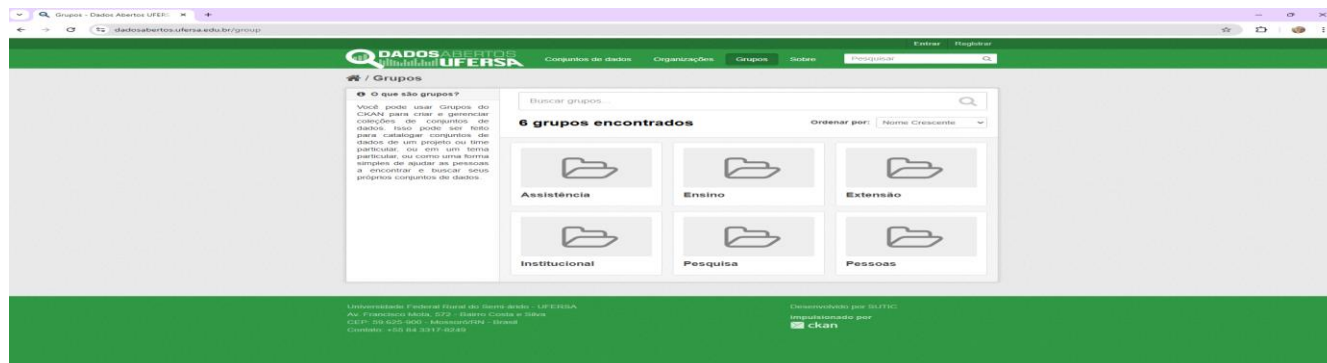 Grupos - Dados Abertos UFER
dadosabertos.ufersa.edu.br/group
Entrar Registrar
DADOSABERTOS
UFERSA
Conjuntos de dados Organizações Grupos Sobre Pesquisar
/ Grupos
O que são grupos?
Você pode usar Grupos do
CKAN para criar e gerenciar
coleções de conjuntos de
dados. Isso pode ser feito
para catalogar conjuntos de
dados de um projeto ou time
particular, ou em um tema
particular, ou como uma forma
simples de ajudar as pessoas
a encontrar e buscar seus
próprios conjuntos de dados.
Buscar grupos...
6 grupos encontrados
Ordenar por: Nome Crescente
Assistência Ensino Extensão
Institucional Pesquisa Pessoas
Universidade Federal Rural do Semi-árido - UFERSA
Av. Francisco Mota, 572 - Bairro Costa e Silva
CEP: 59.625-900 - Mossoró/RN - Brasil
Contato: +55 84 3317-8249
Desenvolvido por SUTIC
Impulsionado por
ckan